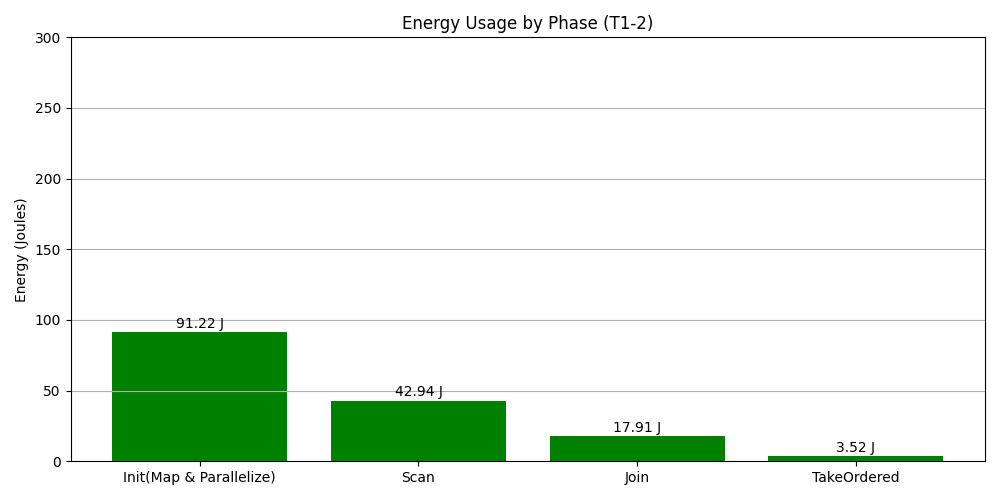 Energy Usage by Phase (T1-2)
Energy (Joules)
300
250
200
150
100
50
0
91.22 J
42.94 J
17.91 J
3.52 J
Init(Map & Parallelize)
Scan
Join
TakeOrdered